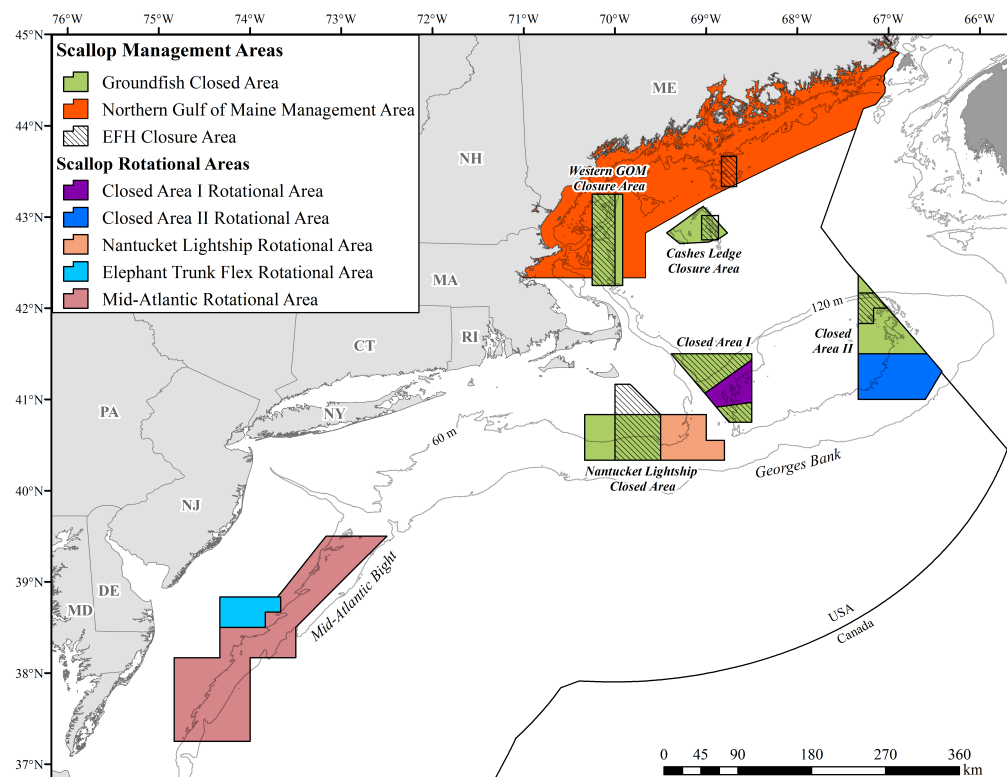 76°W 75°W 74°W 73°W 72°W 71°W 70°W 69°W 68°W 67°W 66°W
45°N
44°N
43°N
42°N
41°N
40°N
39°N
38°N
37°N
Scallop Management Areas
Groundfish Closed Area
Northern Gulf of Maine Management Area
EFH Closure Area
Scallop Rotational Areas
Closed Area I Rotational Area
Closed Area II Rotational Area
Nantucket Lightship Rotational Area
Elephant Trunk Flex Rotational Area
Mid-Atlantic Rotational Area
ME
NH
MA
RI
CT
NY
PA
NJ
DE
MD
Western GOM
Closure Area
Cashes Ledge
Closure Area
120 m
Closed
Area II
Closed Area I
60 m
Nantucket Lightship
Closed Area
Georges Bank
Mid-Atlantic Bight
USA
Canada
0 45 90 180 270 360
km